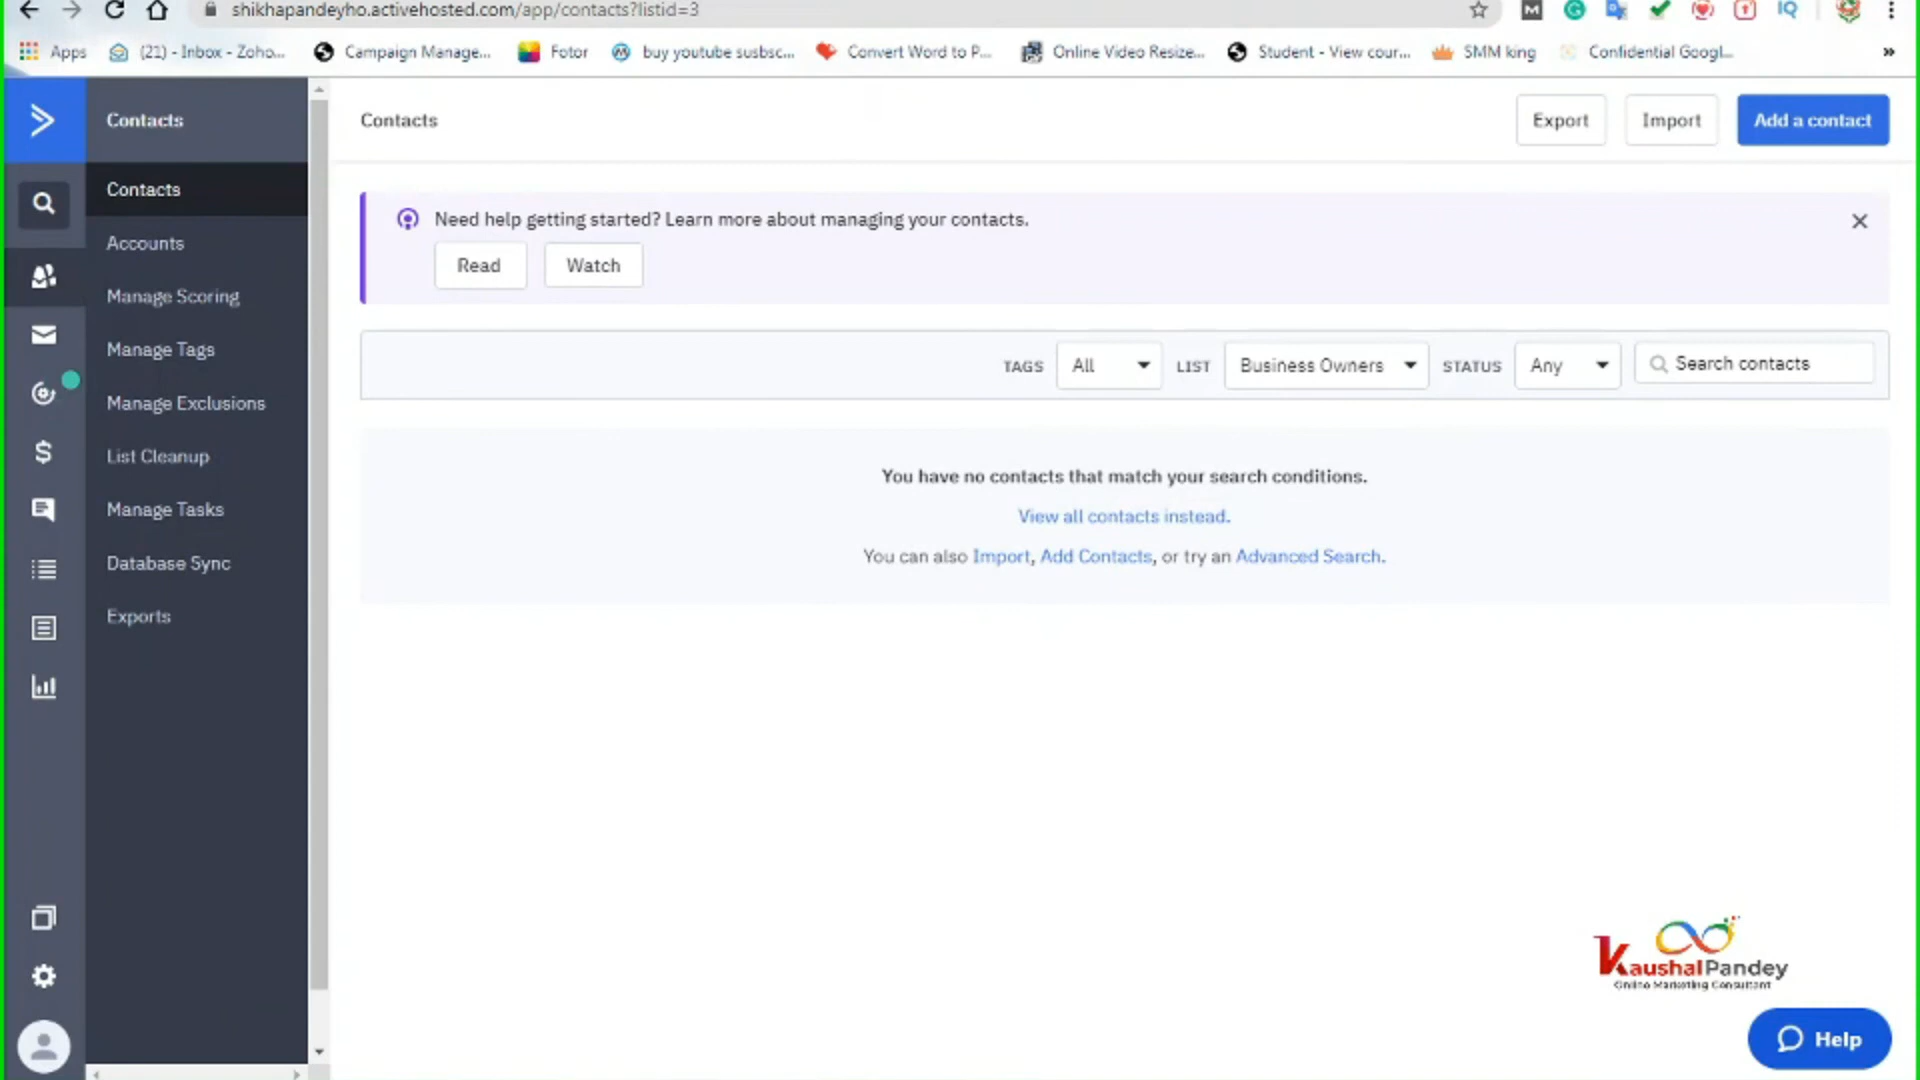 shikhapandeyho.activehosted.com/app/contacts?listid=3
Apps (21) - Inbox - Zoho... Campaign Manage... Fotor buy youtube susbsc... Convert Word to P... Online Video Resize... Student - View cour... SMM king Confidential Googl... »
Contacts
Contacts
Accounts
Manage Scoring
Manage Tags
Manage Exclusions
List Cleanup
Manage Tasks
Database Sync
Exports
Contacts
Export Import Add a contact
Need help getting started? Learn more about managing your contacts.
Read Watch
TAGS All LIST Business Owners STATUS Any Search contacts
You have no contacts that match your search conditions.
View all contacts instead.
You can also Import, Add Contacts, or try an Advanced Search.
KaushalPandey
Online Marketing Consultant
Help